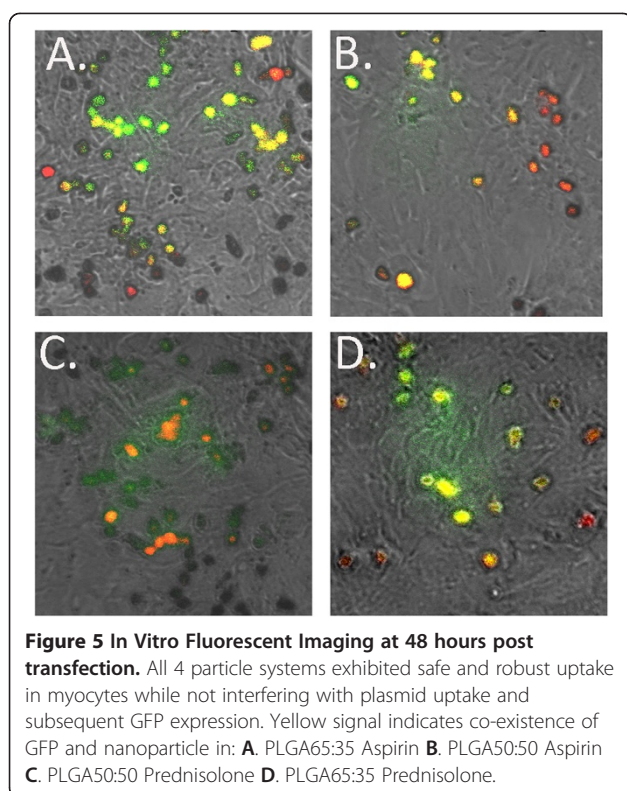 A.
B.
C.
D.
Figure 5 In Vitro Fluorescent Imaging at 48 hours post
transfection. All 4 particle systems exhibited safe and robust uptake
in myocytes while not interfering with plasmid uptake and
subsequent GFP expression. Yellow signal indicates co-existence of
GFP and nanoparticle in: A. PLGA65:35 Aspirin B. PLGA50:50 Aspirin
C. PLGA50:50 Prednisolone D. PLGA65:35 Prednisolone.